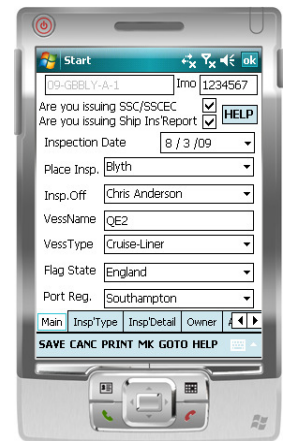 Start ok
09-GBBLY-A-1 Imo 1234567
Are you issuing SSC/SSCEC
Are you issuing Ship Ins'Report HELP
Inspection Date 8 / 3 /09
Place Insp. Blyth
Insp.Off Chris Anderson
VessName QE2
VessType Cruise-Liner
Flag State England
Port Reg. Southampton
Main Insp'Type Insp'Detail Owner
SAVE CANC PRINT MK GOTO HELP